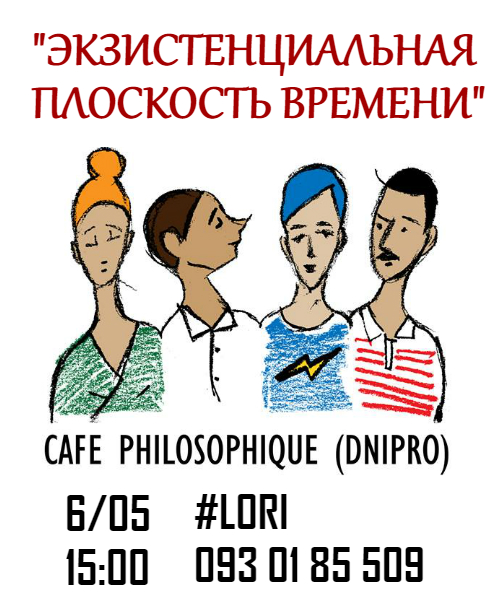 "ЭКЗИСТЕНЦИАЛЬНАЯ
ПЛОСКОСТЬ ВРЕМЕНИ"
CAFE PHILOSOPHIQUE (DNIPRO)
6/05 #LORI
15:00 093 01 85 509